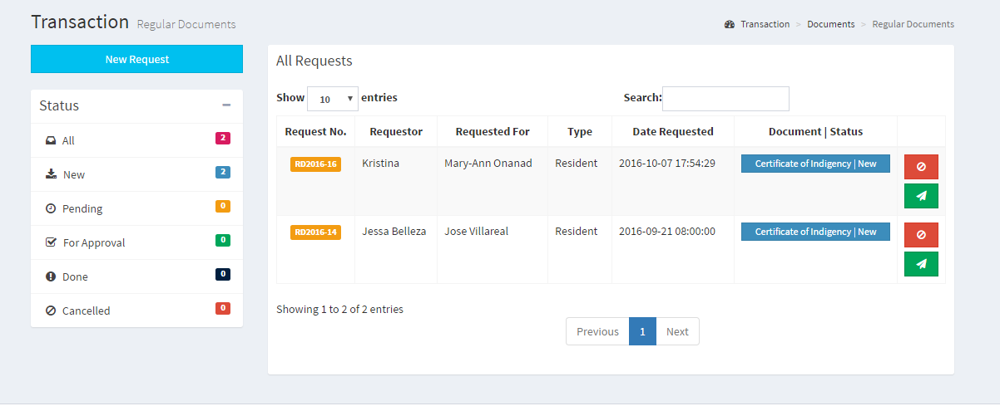 Transaction Regular Documents
Transaction > Documents > Regular Documents
New Request
Status
All 2
New 2
Pending 0
For Approval 0
Done 0
Cancelled 0
All Requests
Show 10 entries Search:
Request No. Requestor Requested For Type Date Requested Document | Status
RD2016-16 Kristina Mary-Ann Onanad Resident 2016-10-07 17:54:29 Certificate of Indigency | New
RD2016-14 Jessa Belleza Jose Villareal Resident 2016-09-21 08:00:00 Certificate of Indigency | New
Showing 1 to 2 of 2 entries
Previous 1 Next